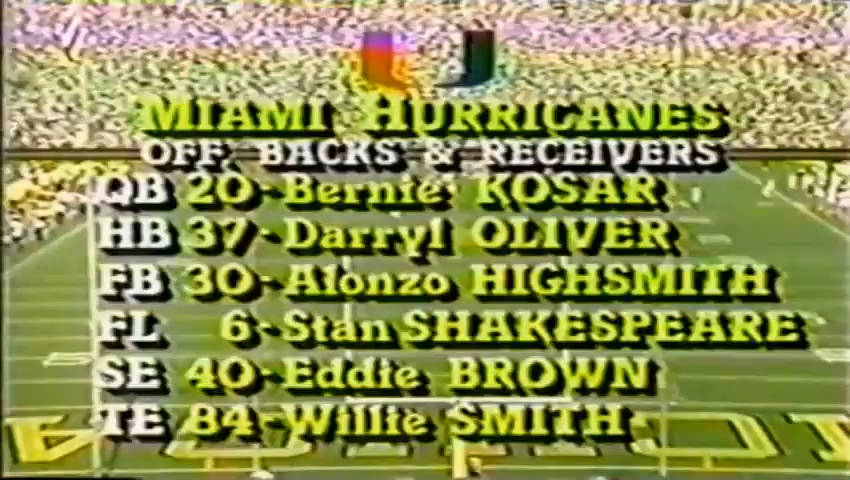 U
MIAMI HURRICANES
OFF. BACKS & RECEIVERS
QB 20-Bernie KOSAR
HB 37-Darryl OLIVER
FB 30-Alonzo HIGHSMITH
FL 6-Stan SHAKESPEARE
SE 40-Eddie BROWN
TE 84-Willie SMITH